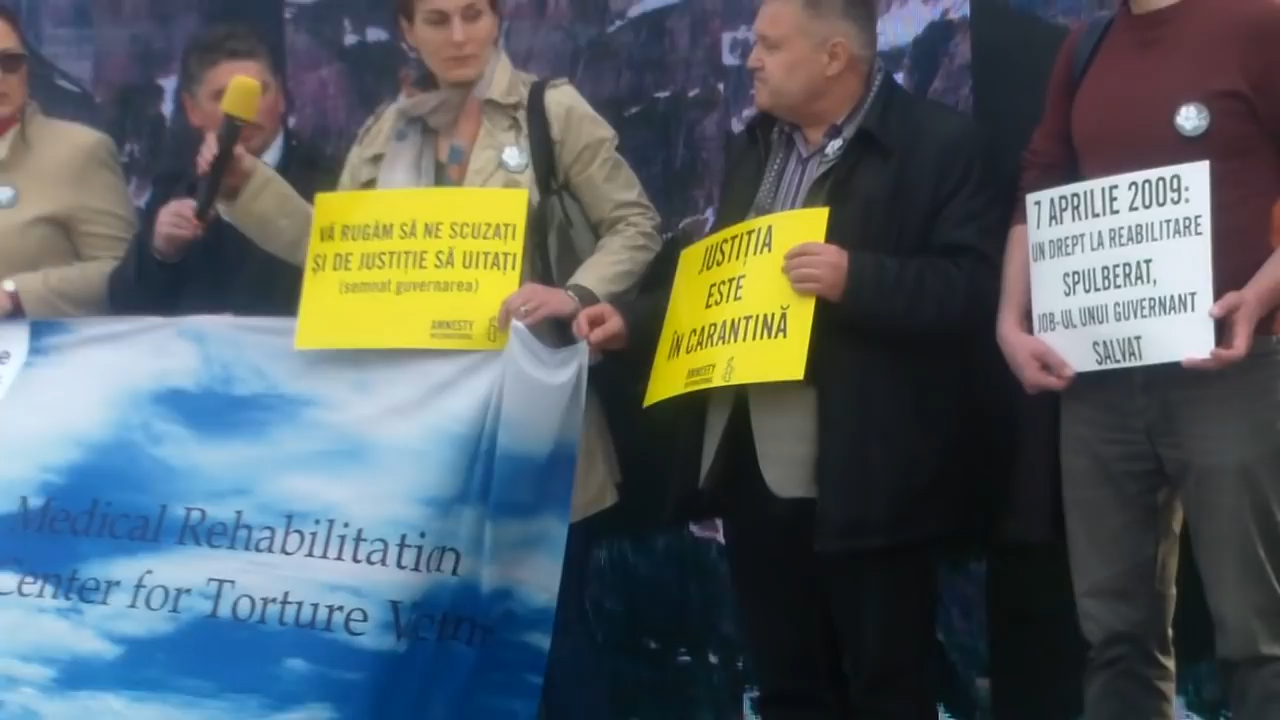 VĂ RUGĂM SĂ NE SCUZAȚI
ȘI DE JUSTIȚIE SĂ UITAȚI
(semnat guvernarea)
AMNESTY
INTERNATIONAL
JUSTIȚIA
ESTE
ÎN CARANTINĂ
AMNESTY
INTERNATIONAL
7 APRILIE 2009:
UN DREPT LA REABILITARE
SPULBERAT,
JOB-UL UNUI GUVERNANT
SALVAT
e
Medical Rehabilitation
Center for Torture